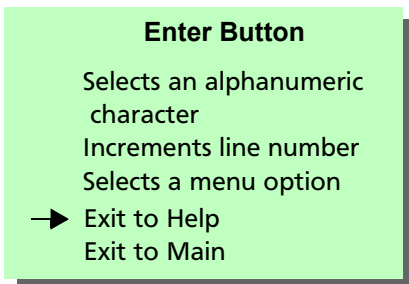 Enter Button
Selects an alphanumeric
character
Increments line number
Selects a menu option
Exit to Help
Exit to Main